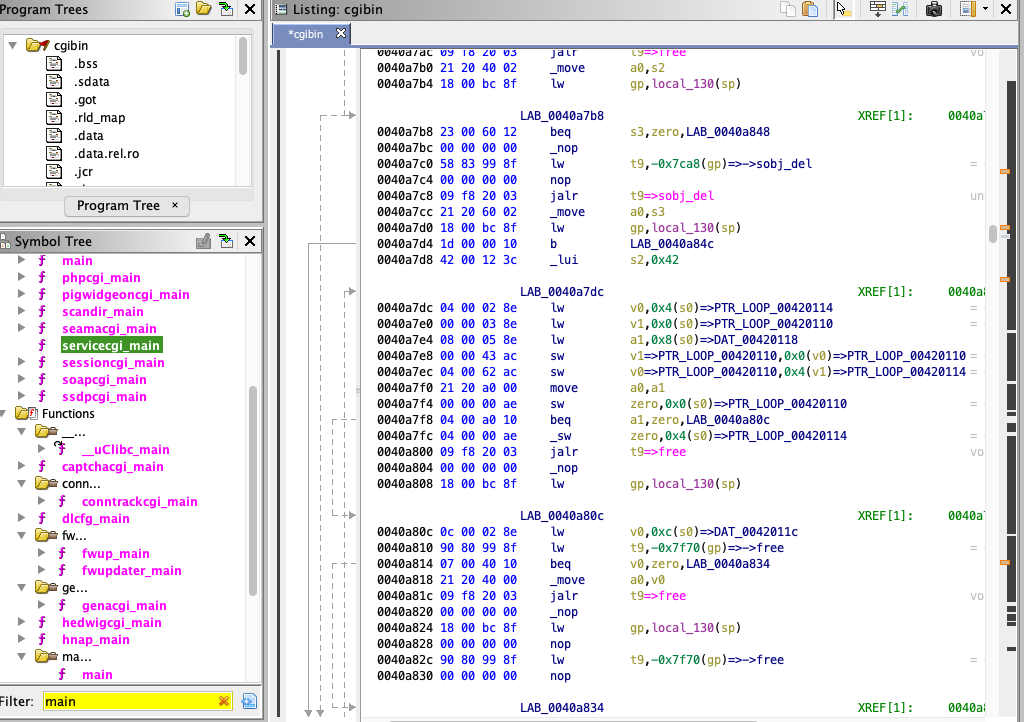 Program Trees
cgibin
.bss
.sdata
.got
.rld_map
.data
.data.rel.ro
.jcr
Program Tree ×
Symbol Tree
main
phpcgi_main
pigwidgeoncgi_main
scandir_main
seamacgi_main
servicecgi_main
sessioncgi_main
soapcgi_main
ssdpcgi_main
Functions
__...
__uClibc_main
captchacgi_main
conn...
conntrackcgi_main
dlcfg_main
fw...
fwup_main
fwupdater_main
ge...
genacgi_main
hedwigcgi_main
hnap_main
ma...
main
Filter: main
Listing: cgibin
*cgibin
0040a7ac 09 f8 20 03 jalr t9=>free vo
0040a7b0 21 20 40 02 _move a0,s2
0040a7b4 18 00 bc 8f lw gp,local_130(sp)
LAB_0040a7b8 XREF[1]: 0040a
0040a7b8 23 00 60 12 beq s3,zero,LAB_0040a848
0040a7bc 00 00 00 00 _nop
0040a7c0 58 83 99 8f lw t9,-0x7ca8(gp)=>->sobj_del =
0040a7c4 00 00 00 00 nop
0040a7c8 09 f8 20 03 jalr t9=>sobj_del un
0040a7cc 21 20 60 02 _move a0,s3
0040a7d0 18 00 bc 8f lw gp,local_130(sp)
0040a7d4 1d 00 00 10 b LAB_0040a84c
0040a7d8 42 00 12 3c _lui s2,0x42
LAB_0040a7dc XREF[1]: 0040a8
0040a7dc 04 00 02 8e lw v0,0x4(s0)=>PTR_LOOP_00420114 =
0040a7e0 00 00 03 8e lw v1,0x0(s0)=>PTR_LOOP_00420110 =
0040a7e4 08 00 05 8e lw a1,0x8(s0)=>DAT_00420118 =
0040a7e8 00 00 43 ac sw v1=>PTR_LOOP_00420110,0x0(v0)=>PTR_LOOP_00420110 =
0040a7ec 04 00 62 ac sw v0=>PTR_LOOP_00420114,0x4(v1)=>PTR_LOOP_00420114 =
0040a7f0 21 20 a0 00 move a0,a1
0040a7f4 00 00 00 ae sw zero,0x0(s0)=>PTR_LOOP_00420110 =
0040a7f8 04 00 a0 10 beq a1,zero,LAB_0040a80c
0040a7fc 04 00 00 ae _sw zero,0x4(s0)=>PTR_LOOP_00420114 =
0040a800 09 f8 20 03 jalr t9=>free vo
0040a804 00 00 00 00 _nop
0040a808 18 00 bc 8f lw gp,local_130(sp)
LAB_0040a80c XREF[1]: 0040a
0040a80c 0c 00 02 8e lw v0,0xc(s0)=>DAT_0042011c =
0040a810 90 80 99 8f lw t9,-0x7f70(gp)=>->free =
0040a814 07 00 40 10 beq v0,zero,LAB_0040a834
0040a818 21 20 40 00 _move a0,v0
0040a81c 09 f8 20 03 jalr t9=>free vo
0040a820 00 00 00 00 _nop
0040a824 18 00 bc 8f lw gp,local_130(sp)
0040a828 00 00 00 00 nop
0040a82c 90 80 99 8f lw t9,-0x7f70(gp)=>->free =
0040a830 00 00 00 00 nop
LAB_0040a834 XREF[1]: 0040a8